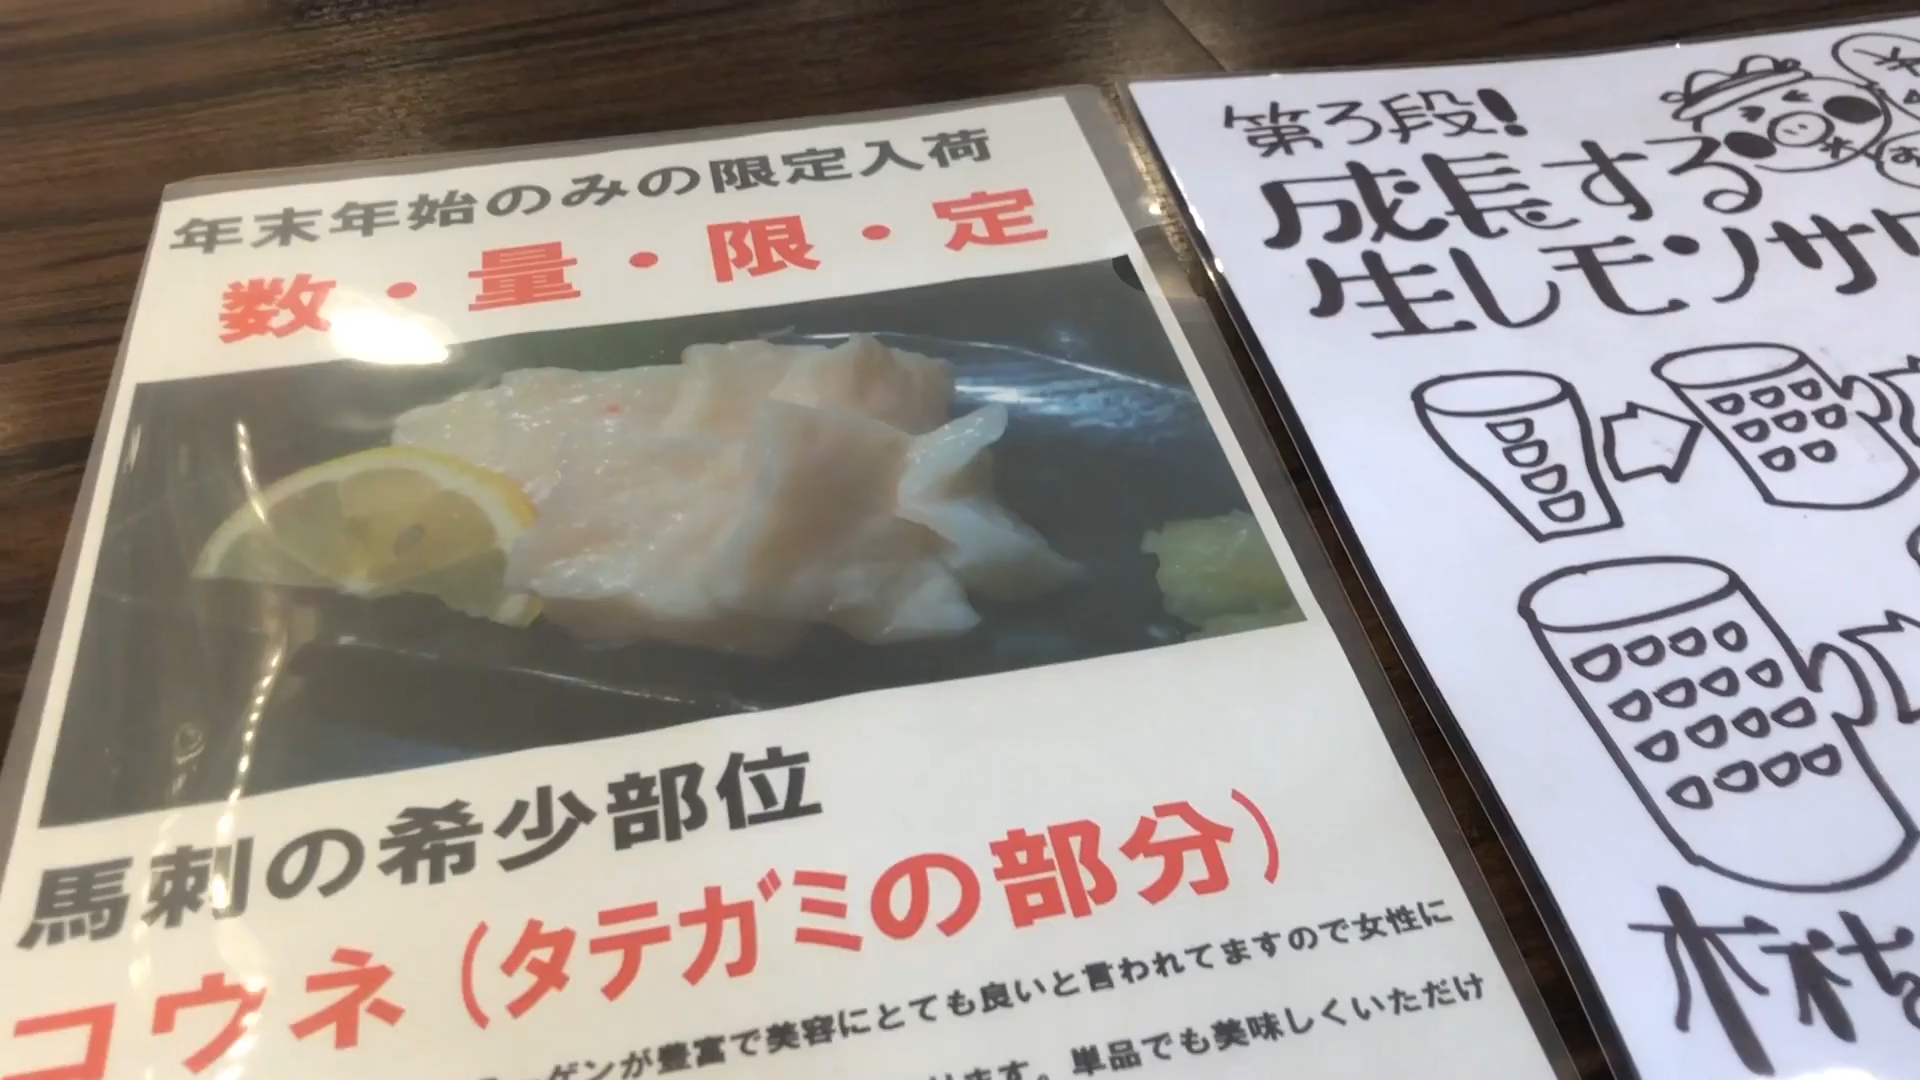 年末年始のみの限定入荷
数・量・限・定
馬刺の希少部位
コウネ（タテガミの部分）
ーゲンが豊富で美容にとても良いと言われてますので女性に
ります。単品でも美味しくいただけ
第3段!
成長する
生レモンサワ